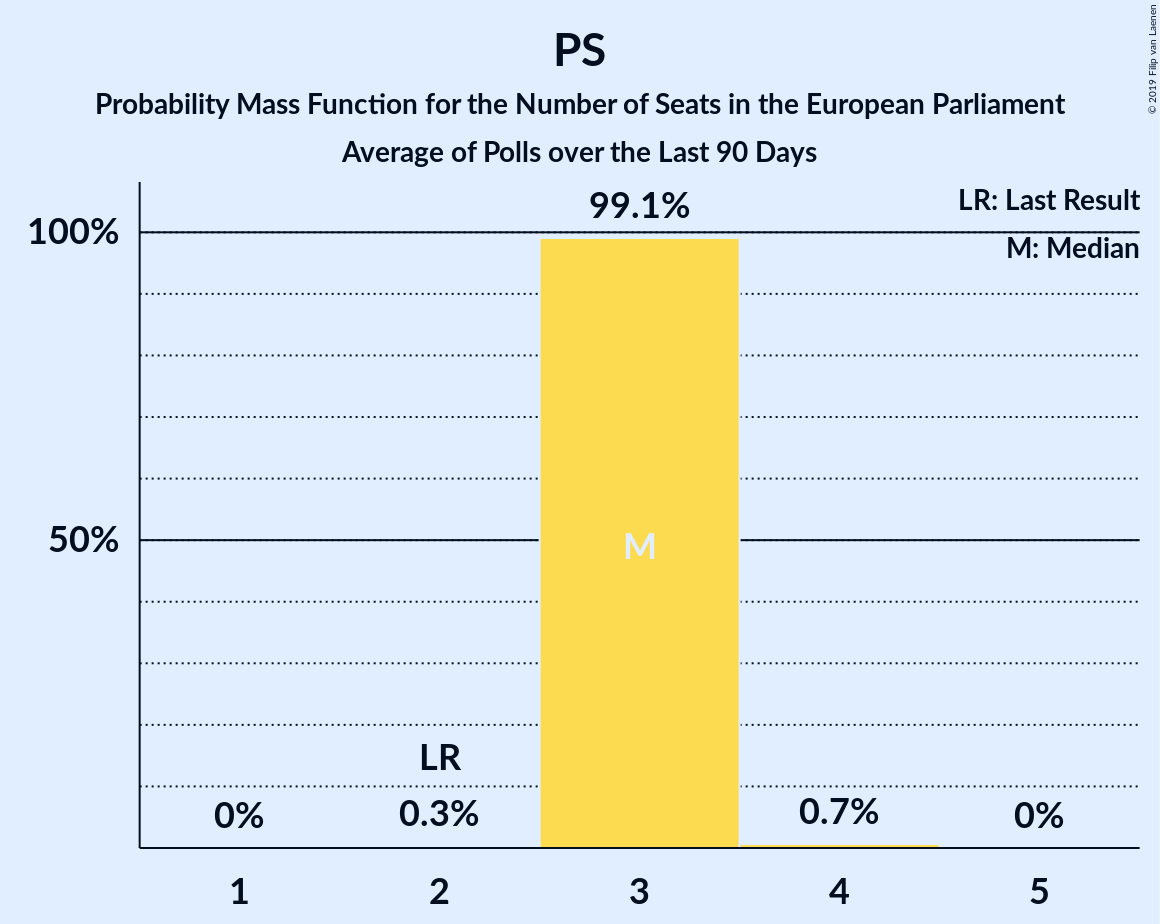 PS
Probability Mass Function for the Number of Seats in the European Parliament
Average of Polls over the Last 90 Days
© 2019 Filip van Laenen
LR: Last Result
M: Median
99.1%
100%
50%
M
LR
0%
0.3%
0.7%
0%
1 2 3 4 5